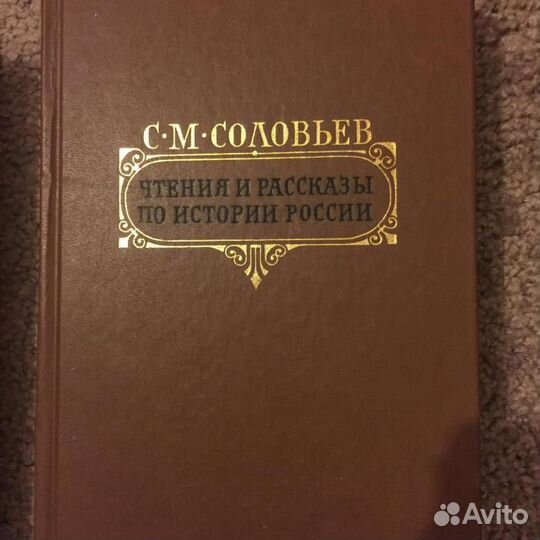 С·М·СОЛОВЬЕВ
ЧТЕНИЯ И РАССКАЗЫ
ПО ИСТОРИИ РОССИИ
Avito